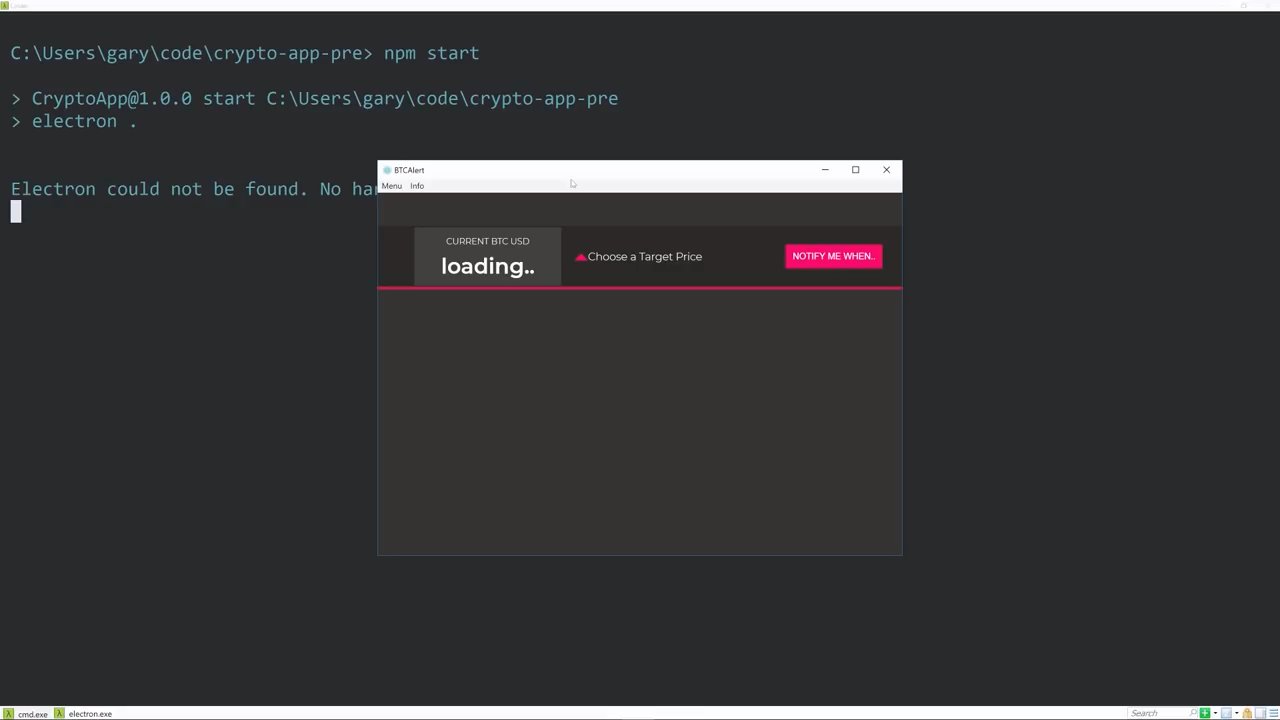 C:\Users\gary\code\crypto-app-pre> npm start
> CryptoApp@1.0.0 start C:\Users\gary\code\crypto-app-pre
> electron .
Electron could not be found. No har
BTCAlert
Menu Info
CURRENT BTC USD
loading..
Choose a Target Price
NOTIFY ME WHEN..
cmd.exe
electron.exe
Search